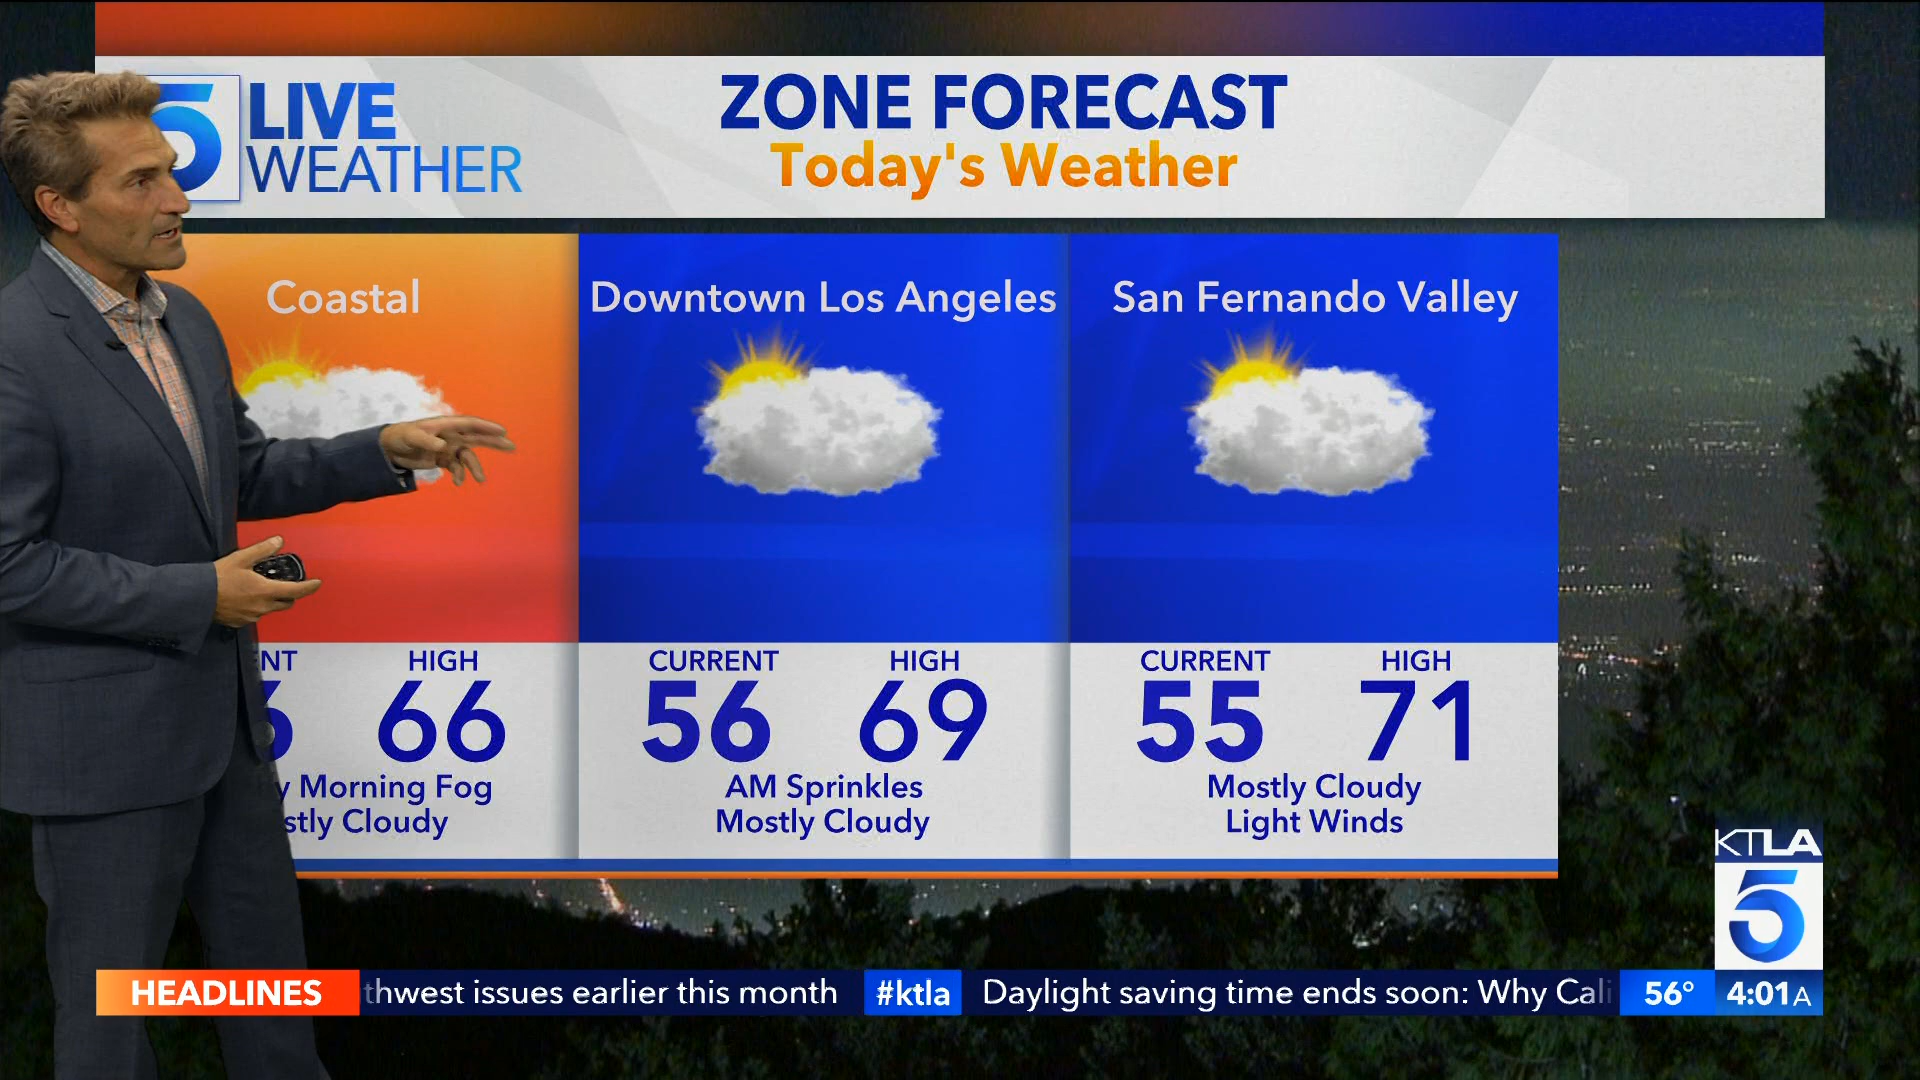 5 LIVE
WEATHER
ZONE FORECAST
Today's Weather
Coastal
HIGH
66
Morning Fog
Cloudy
Downtown Los Angeles
CURRENT HIGH
56 69
AM Sprinkles
Mostly Cloudy
San Fernando Valley
CURRENT HIGH
55 71
Mostly Cloudy
Light Winds
KTLA
5
HEADLINES thwest issues earlier this month #ktla Daylight saving time ends soon: Why Cali 56° 4:01A